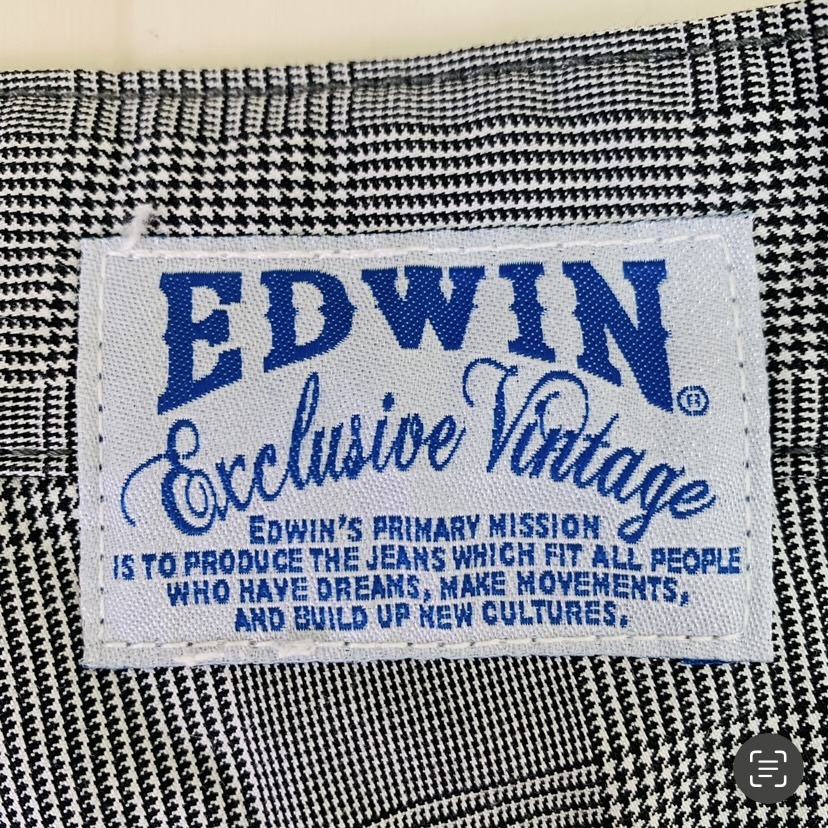 EDWIN®
Exclusive Vintage
EDWIN'S PRIMARY MISSION
IS TO PRODUCE THE JEANS WHICH FIT ALL PEOPLE
WHO HAVE DREAMS, MAKE MOVEMENTS,
AND BUILD UP NEW CULTURES.